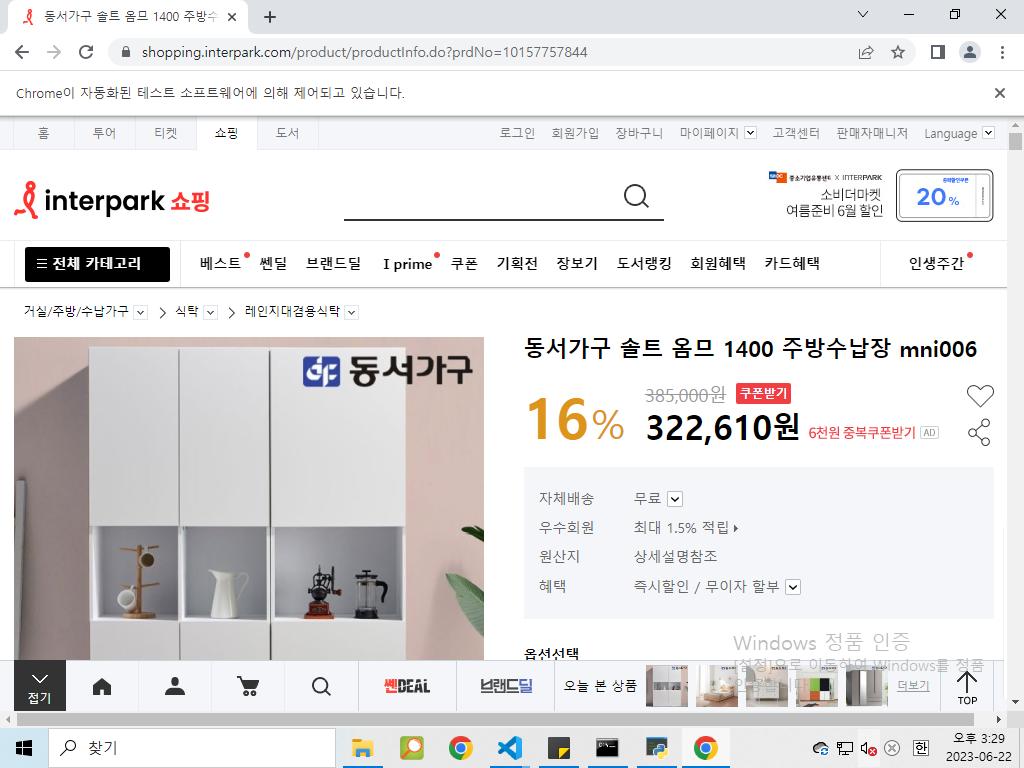 동서가구 솔트 옴므 1400 주방수
shopping.interpark.com/product/productInfo.do?prdNo=10157757844
Chrome이 자동화된 테스트 소프트웨어에 의해 제어되고 있습니다.
홈 투어 티켓 쇼핑 도서 로그인 회원가입 장바구니 마이페이지 고객센터 판매자매니저 Language
interpark 쇼핑
중소기업유통센터 X INTERPARK
소비더마켓
여름준비 6월 할인
20%
전체 카테고리 베스트 쎈딜 브랜드딜 I prime 쿠폰 기획전 장보기 도서랭킹 회원혜택 카드혜택 인생주간
거실/주방/수납가구 식탁 레인지대겸용식탁
동서가구
동서가구 솔트 옴므 1400 주방수납장 mni006
16%
385,000원 쿠폰받기
322,610원 6천원 중복쿠폰받기 AD
자체배송 무료
우수회원 최대 1.5% 적립
원산지 상세설명참조
혜택 즉시할인 / 무이자 할부
옵션선택
Windows 정품 인증
[설정]으로 이동하여 Windows를 정품
접기
쎈DEAL
브랜드딜
오늘 본 상품
더보기
TOP
찾기
한
오후 3:29
2023-06-22